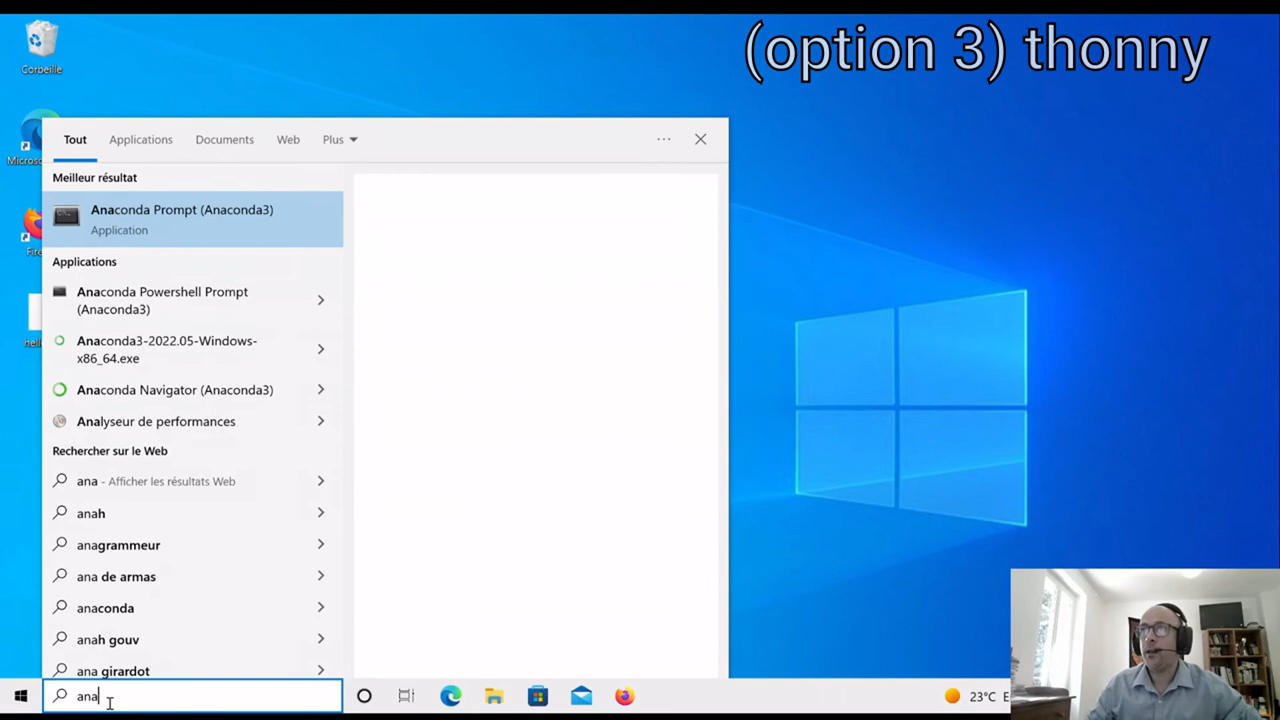 (option 3) thonny
Corbeille
Tout Applications Documents Web Plus
Meilleur résultat
Anaconda Prompt (Anaconda3)
Application
Applications
Anaconda Powershell Prompt
(Anaconda3)
Anaconda3-2022.05-Windows-
x86_64.exe
Anaconda Navigator (Anaconda3)
Analyseur de performances
Rechercher sur le Web
ana - Afficher les résultats Web
anah
anagrammeur
ana de armas
anaconda
anah gouv
ana girardot
ana
23°C